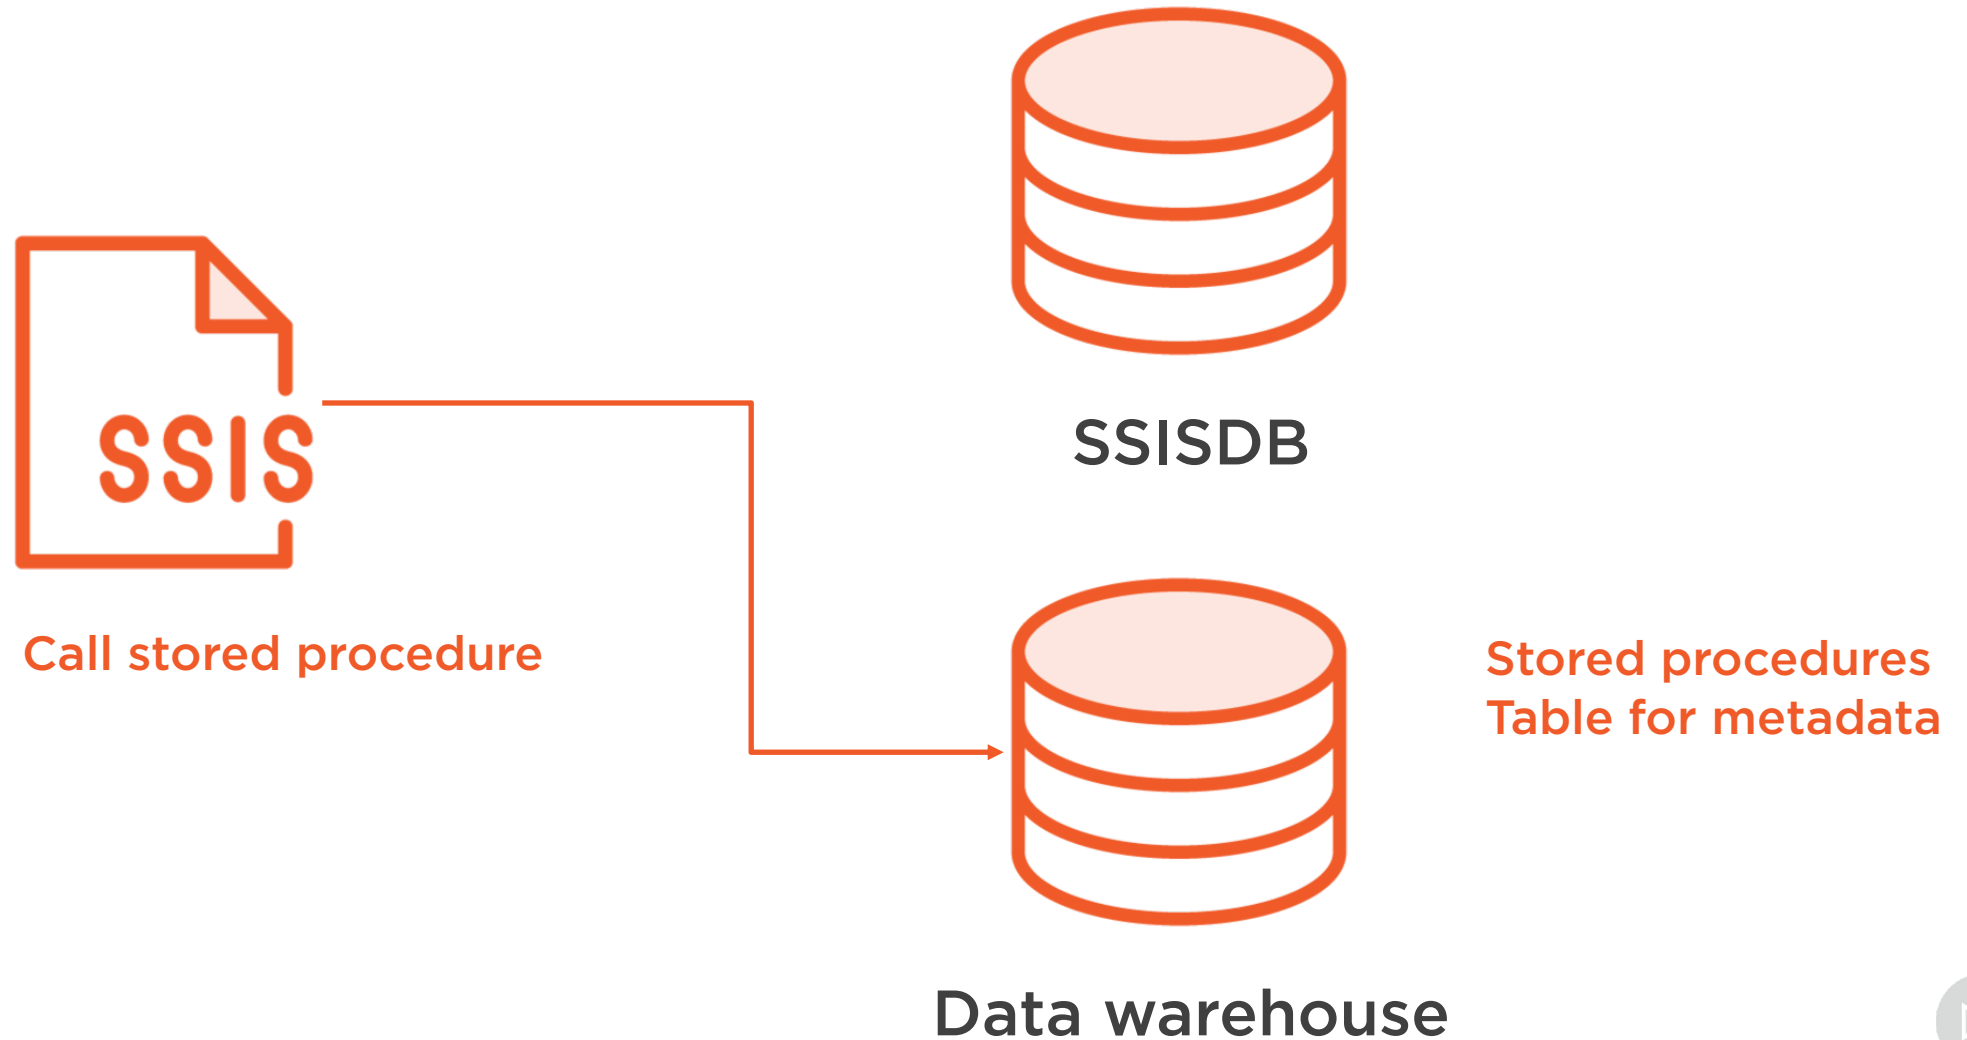 SSISDB
SSIS
Call stored procedure
Stored procedures
Table for metadata
Data warehouse